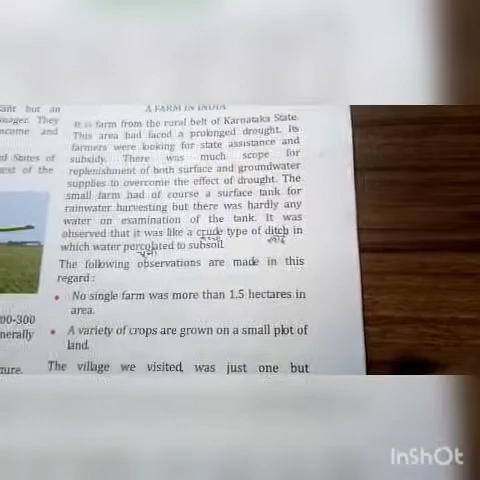 ant but an
nager. They
ncome and
ed States of
est of the
00-300
nerally
ture.
A FARM IN INDIA
It is farm from the rural belt of Karnataka State.
This area had faced a prolonged drought. Its
farmers were looking for state assistance and
subsidy. There was much scope for
replenishment of both surface and groundwater
supplies to overcome the effect of drought. The
small farm had of course a surface tank for
rainwater harvesting but there was hardly any
water on examination of the tank. It was
observed that it was like a crude type of ditch in
which water percolated to subsoil
The following observations are made in this
regard :
• No single farm was more than 1.5 hectares in
area.
• A variety of crops are grown on a small plot of
land.
The village we visited, was just one but
InShOt